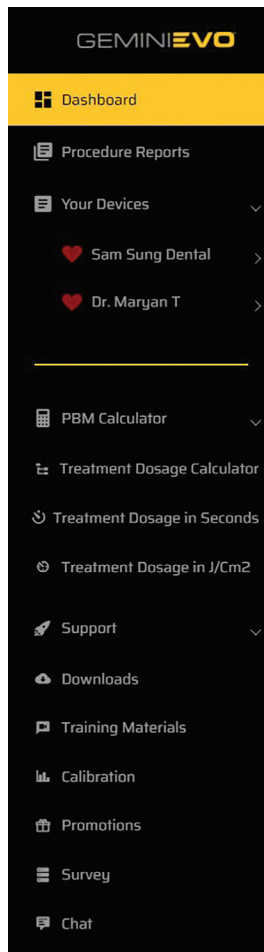 GEMINIEVO
Dashboard
Procedure Reports
Your Devices
Sam Sung Dental
Dr. Maryan T
PBM Calculator
Treatment Dosage Calculator
Treatment Dosage in Seconds
Treatment Dosage in J/Cm2
Support
Downloads
Training Materials
Calibration
Promotions
Survey
Chat